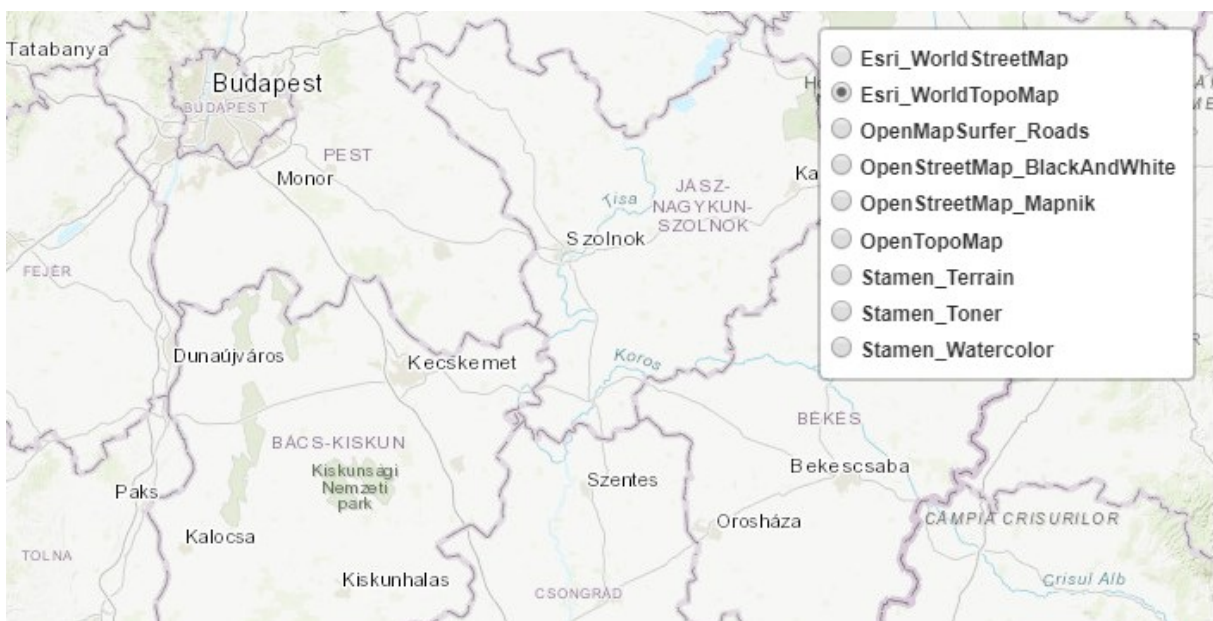 Tatabanya
Budapest
BUDAPEST
PEST
Monor
Tisa
JÁSZ-
NAGYKUN-
SZOLNOK
Szolnok
Ka
FEJÉR
Dunaújváros
Kecskemet
Koros
BÉKÉS
BÁCS-KISKUN
Kiskunsági
Nemzeti
park
Szentes
Bekescsaba
Paks
Kalocsa
Orosháza
CÂMPIA CRISURILOR
TOLNA
Kiskunhalas
CSONGRÁD
Crisul Alb
Esri_WorldStreetMap
Esri_WorldTopoMap
OpenMapSurfer_Roads
OpenStreetMap_BlackAndWhite
OpenStreetMap_Mapnik
OpenTopoMap
Stamen_Terrain
Stamen_Toner
Stamen_Watercolor